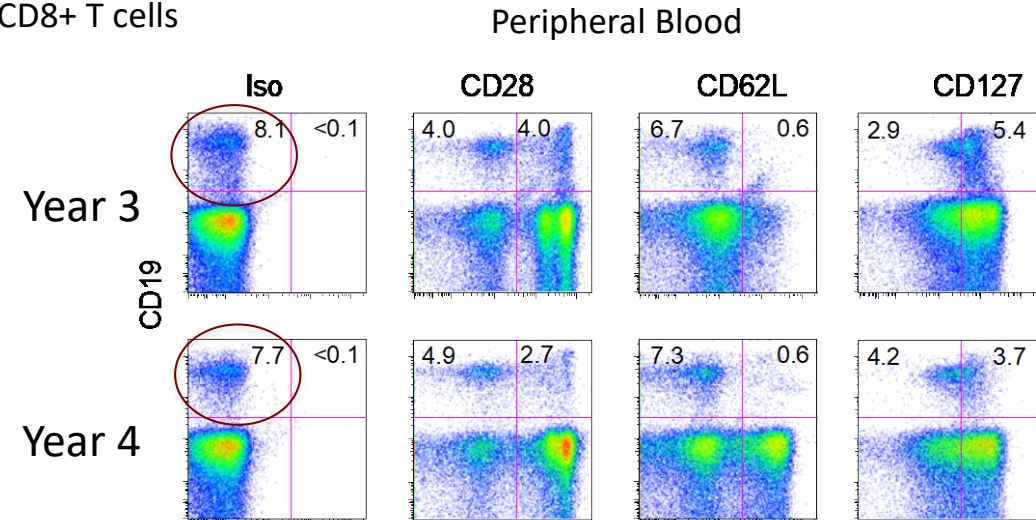 CD8+ T cells
Peripheral Blood
Iso CD28 CD62L CD127
Year 3
8.1 <0.1 4.0 4.0 6.7 0.6 2.9 5.4
CD19
Year 4
7.7 <0.1 4.9 2.7 7.3 0.6 4.2 3.7